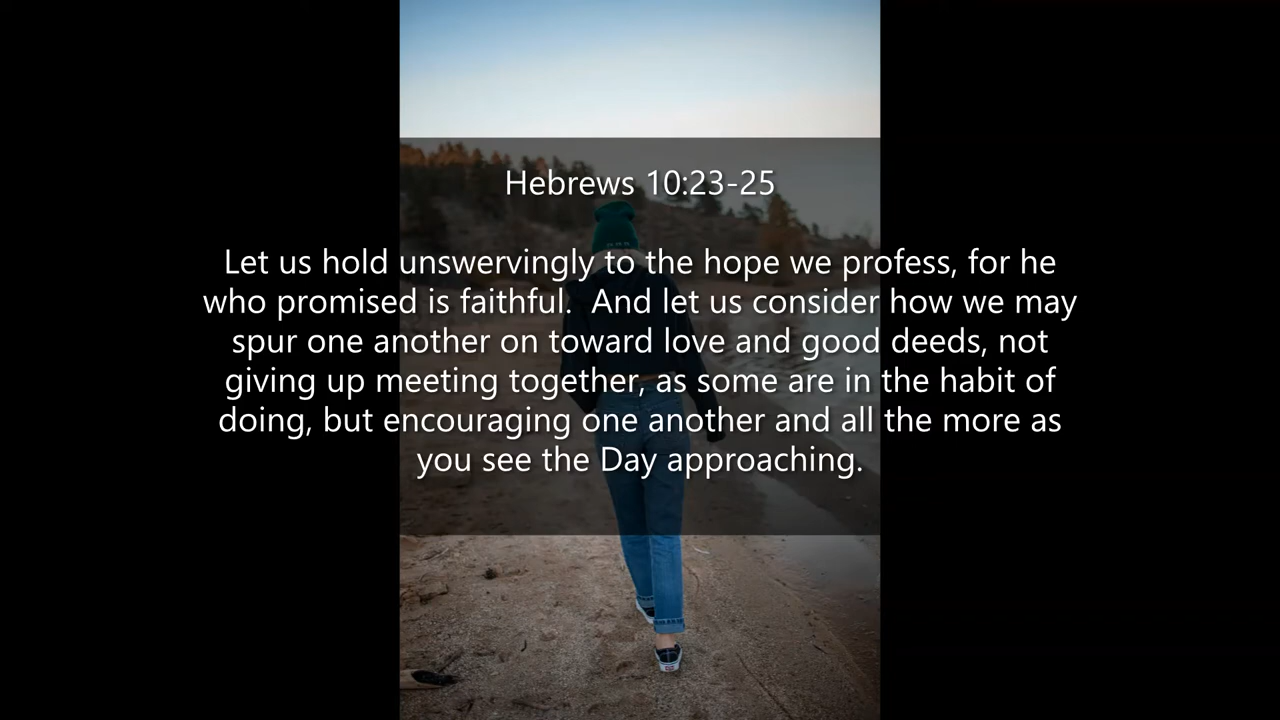 Hebrews 10:23-25
Let us hold unswervingly to the hope we profess, for he
who promised is faithful.  And let us consider how we may
spur one another on toward love and good deeds, not
giving up meeting together, as some are in the habit of
doing, but encouraging one another and all the more as
you see the Day approaching.